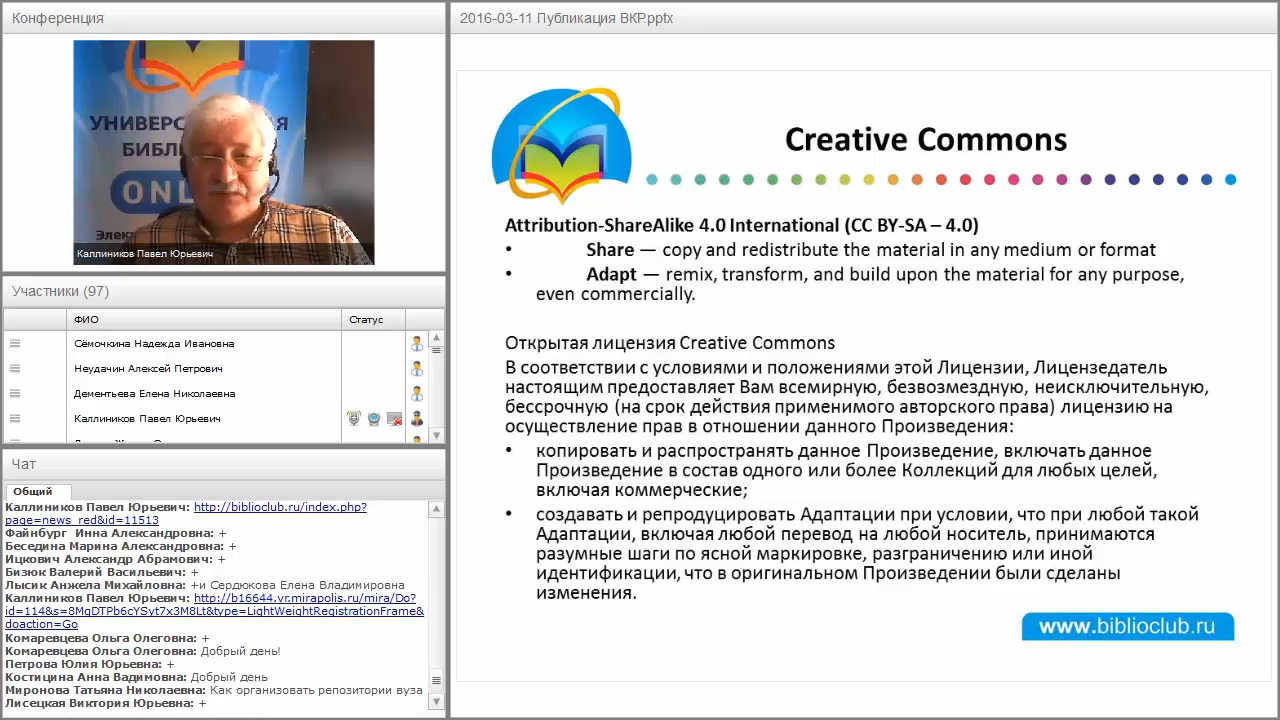 Конференция
УНИВЕРС
АЯ
БИБЛИ
ONL
Элек
Каллиников Павел Юрьевич
Участники (97)
ФИО
Статус
Сёмочкина Надежда Ивановна
Неудачин Алексей Петрович
Дементьева Елена Николаевна
Каллиников Павел Юрьевич
Чат
Общий
Каллиников Павел Юрьевич: http://biblioclub.ru/index.php?
page=news_red&id=11513
Файнбург Инна Александровна: +
Беседина Марина Александровна: +
Ицкович Александр Абрамович: +
Бизюк Валерий Васильевич: +
Лысик Анжела Михайловна: +и Сердюкова Елена Владимировна
Каллиников Павел Юрьевич: http://b16644.vr.mirapolis.ru/mira/Do?
id=114&s=8MgDTPb6cYSyt7x3M8Lt&type=LightWeightRegistrationFrame&
doaction=Go
Комаревцева Ольга Олеговна: +
Комаревцева Ольга Олеговна: Добрый день!
Петрова Юлия Юрьевна: +
Костицина Анна Вадимовна: Добрый день
Миронова Татьяна Николаевна: Как организовать репозитории вуза
Лисецкая Виктория Юрьевна: +
2016-03-11 Публикация ВКР.pptx
Creative Commons
Attribution-ShareAlike 4.0 International (CC BY-SA – 4.0)
• Share — copy and redistribute the material in any medium or format
• Adapt — remix, transform, and build upon the material for any purpose,
even commercially.
Открытая лицензия Creative Commons
В соответствии с условиями и положениями этой Лицензии, Лицензедатель
настоящим предоставляет Вам всемирную, безвозмездную, неисключительную,
бессрочную (на срок действия применимого авторского права) лицензию на
осуществление прав в отношении данного Произведения:
• копировать и распространять данное Произведение, включать данное
Произведение в состав одного или более Коллекций для любых целей,
включая коммерческие;
• создавать и репродуцировать Адаптации при условии, что при любой такой
Адаптации, включая любой перевод на любой носитель, принимаются
разумные шаги по ясной маркировке, разграничению или иной
идентификации, что в оригинальном Произведении были сделаны
изменения.
www.biblioclub.ru